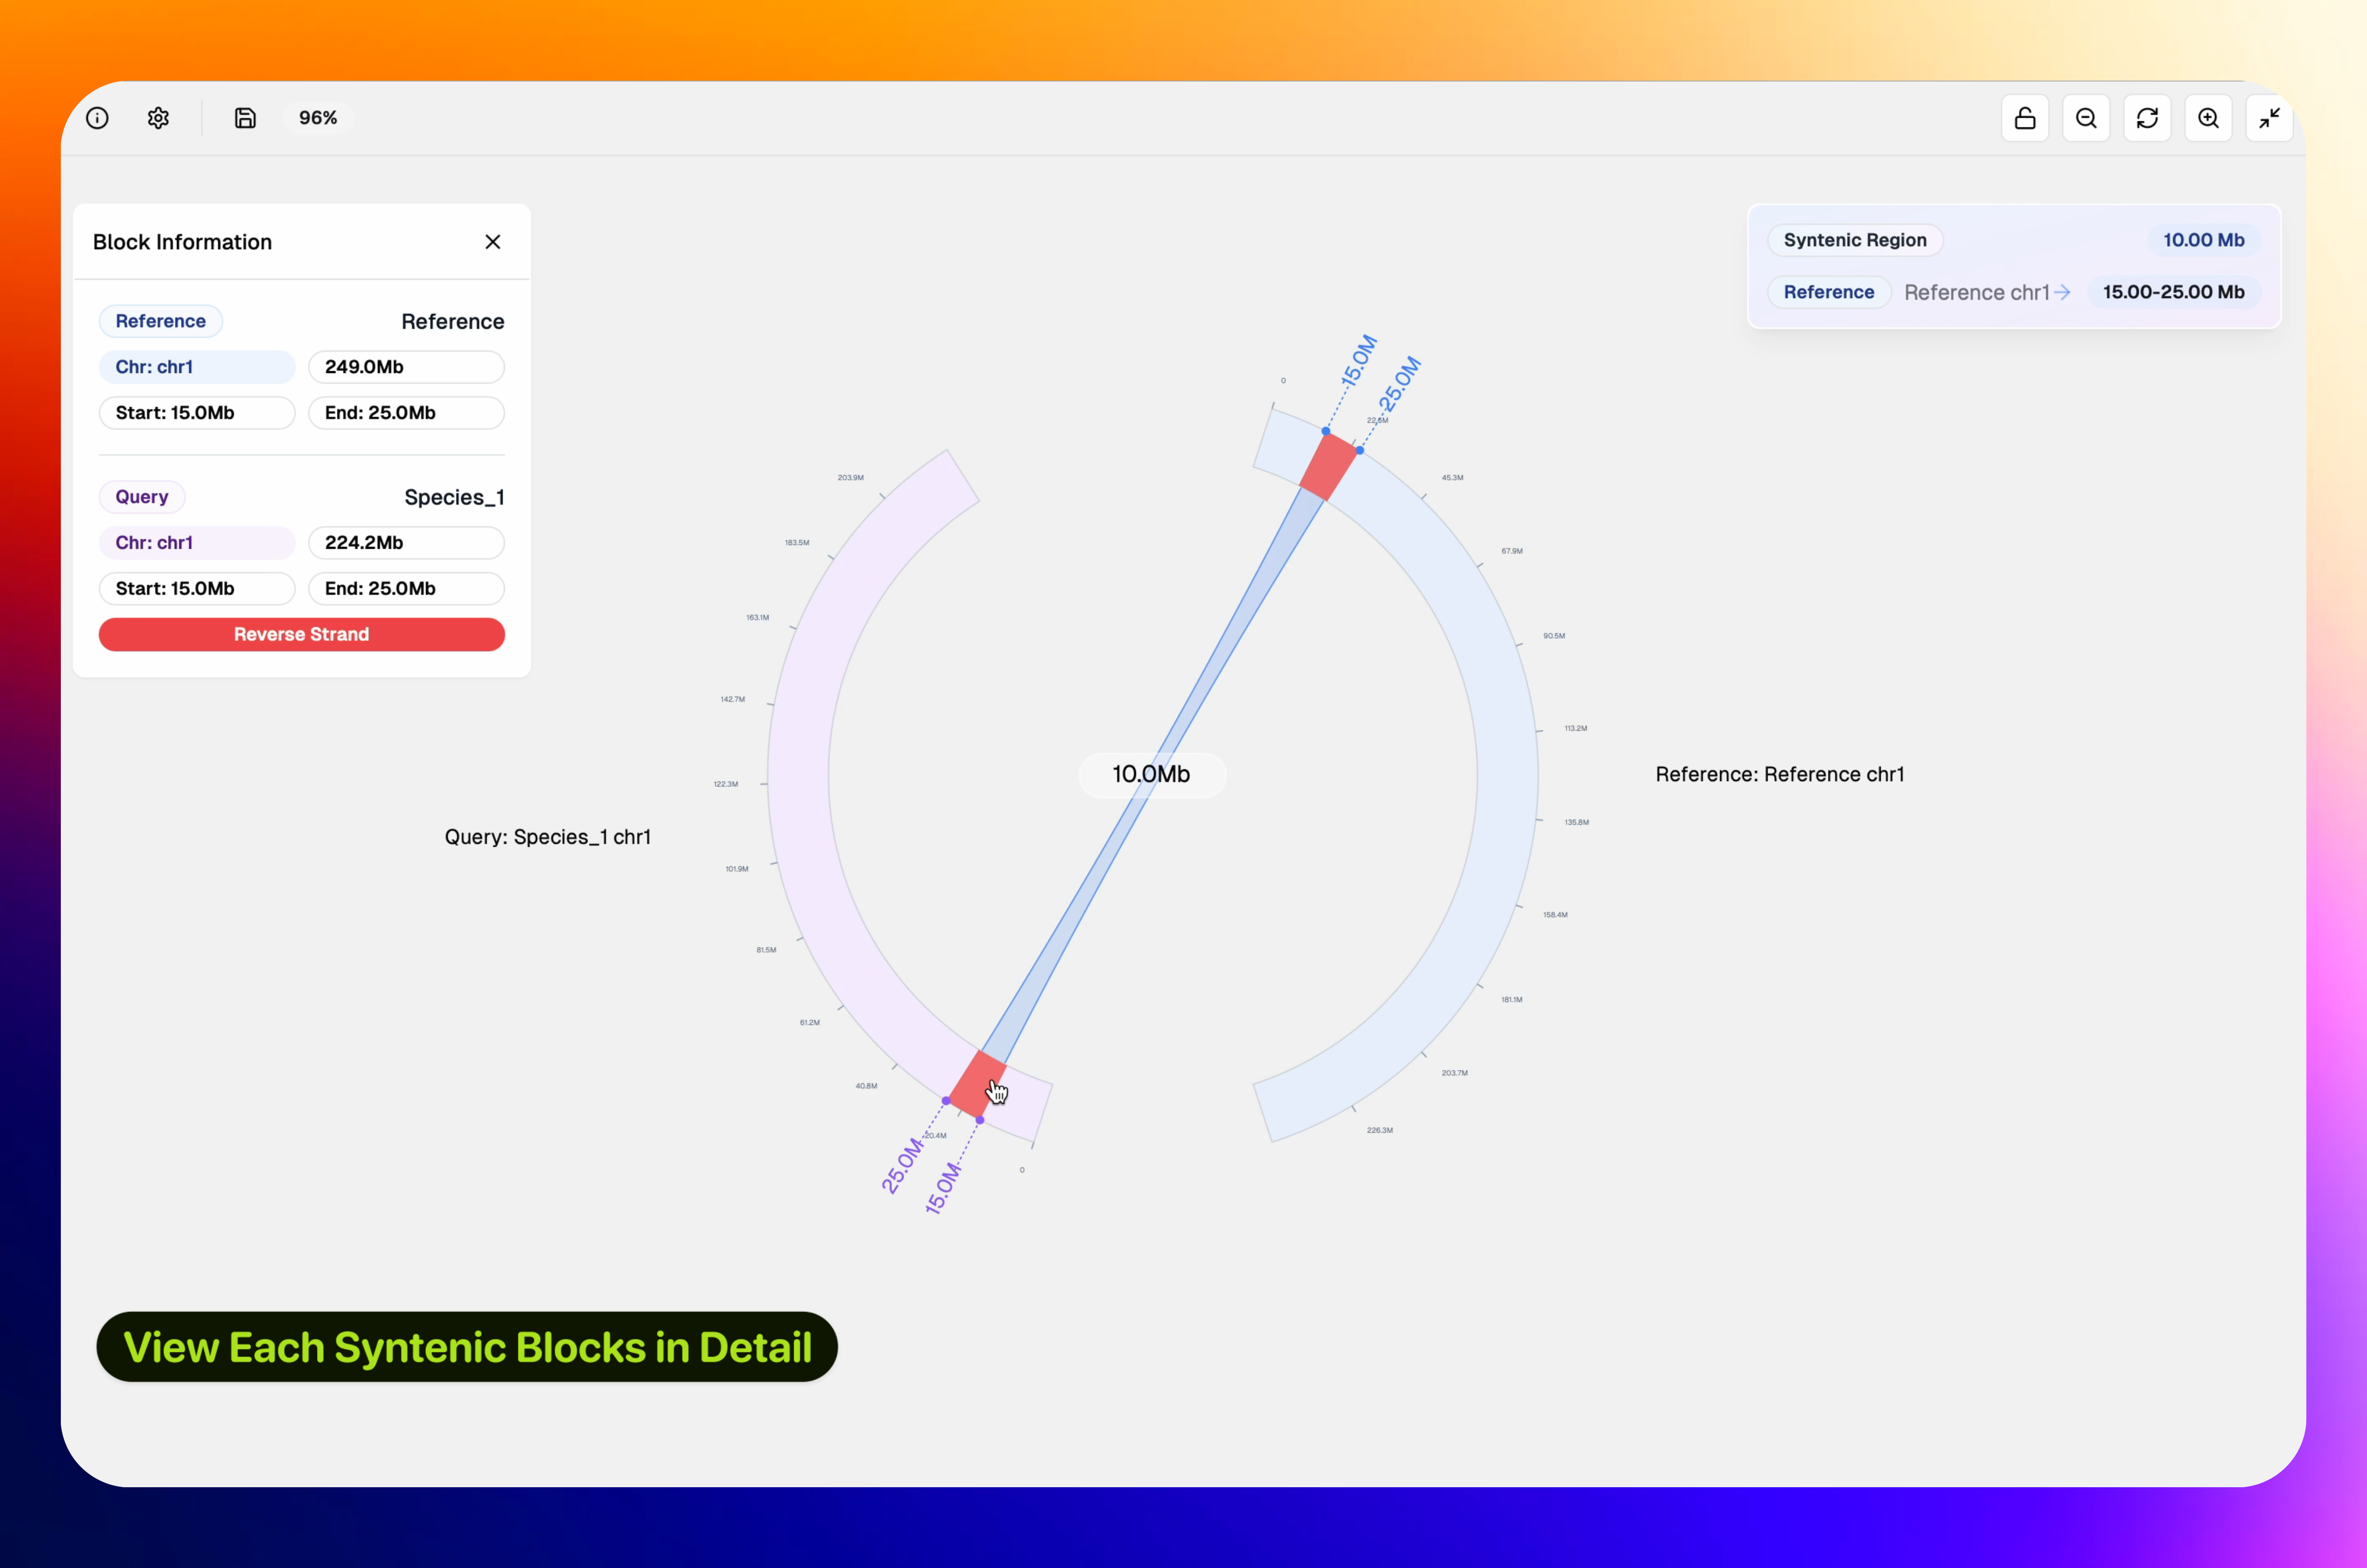 96%
Block Information
Syntenic Region 10.00 Mb
Reference Reference chr1 15.00-25.00 Mb
Reference Reference
Chr: chr1 249.0Mb
Start: 15.0Mb End: 25.0Mb
Query Species_1
Chr: chr1 224.2Mb
Start: 15.0Mb End: 25.0Mb
Reverse Strand
15.0M
25.0M
0
22.6M
45.3M
67.9M
90.5M
113.2M
135.8M
158.4M
181.1M
203.7M
226.3M
Reference: Reference chr1
10.0Mb
203.9M
183.5M
163.1M
142.7M
122.3M
101.9M
81.5M
61.2M
40.8M
20.4M
0
25.0M
15.0M
Query: Species_1 chr1
View Each Syntenic Blocks in Detail